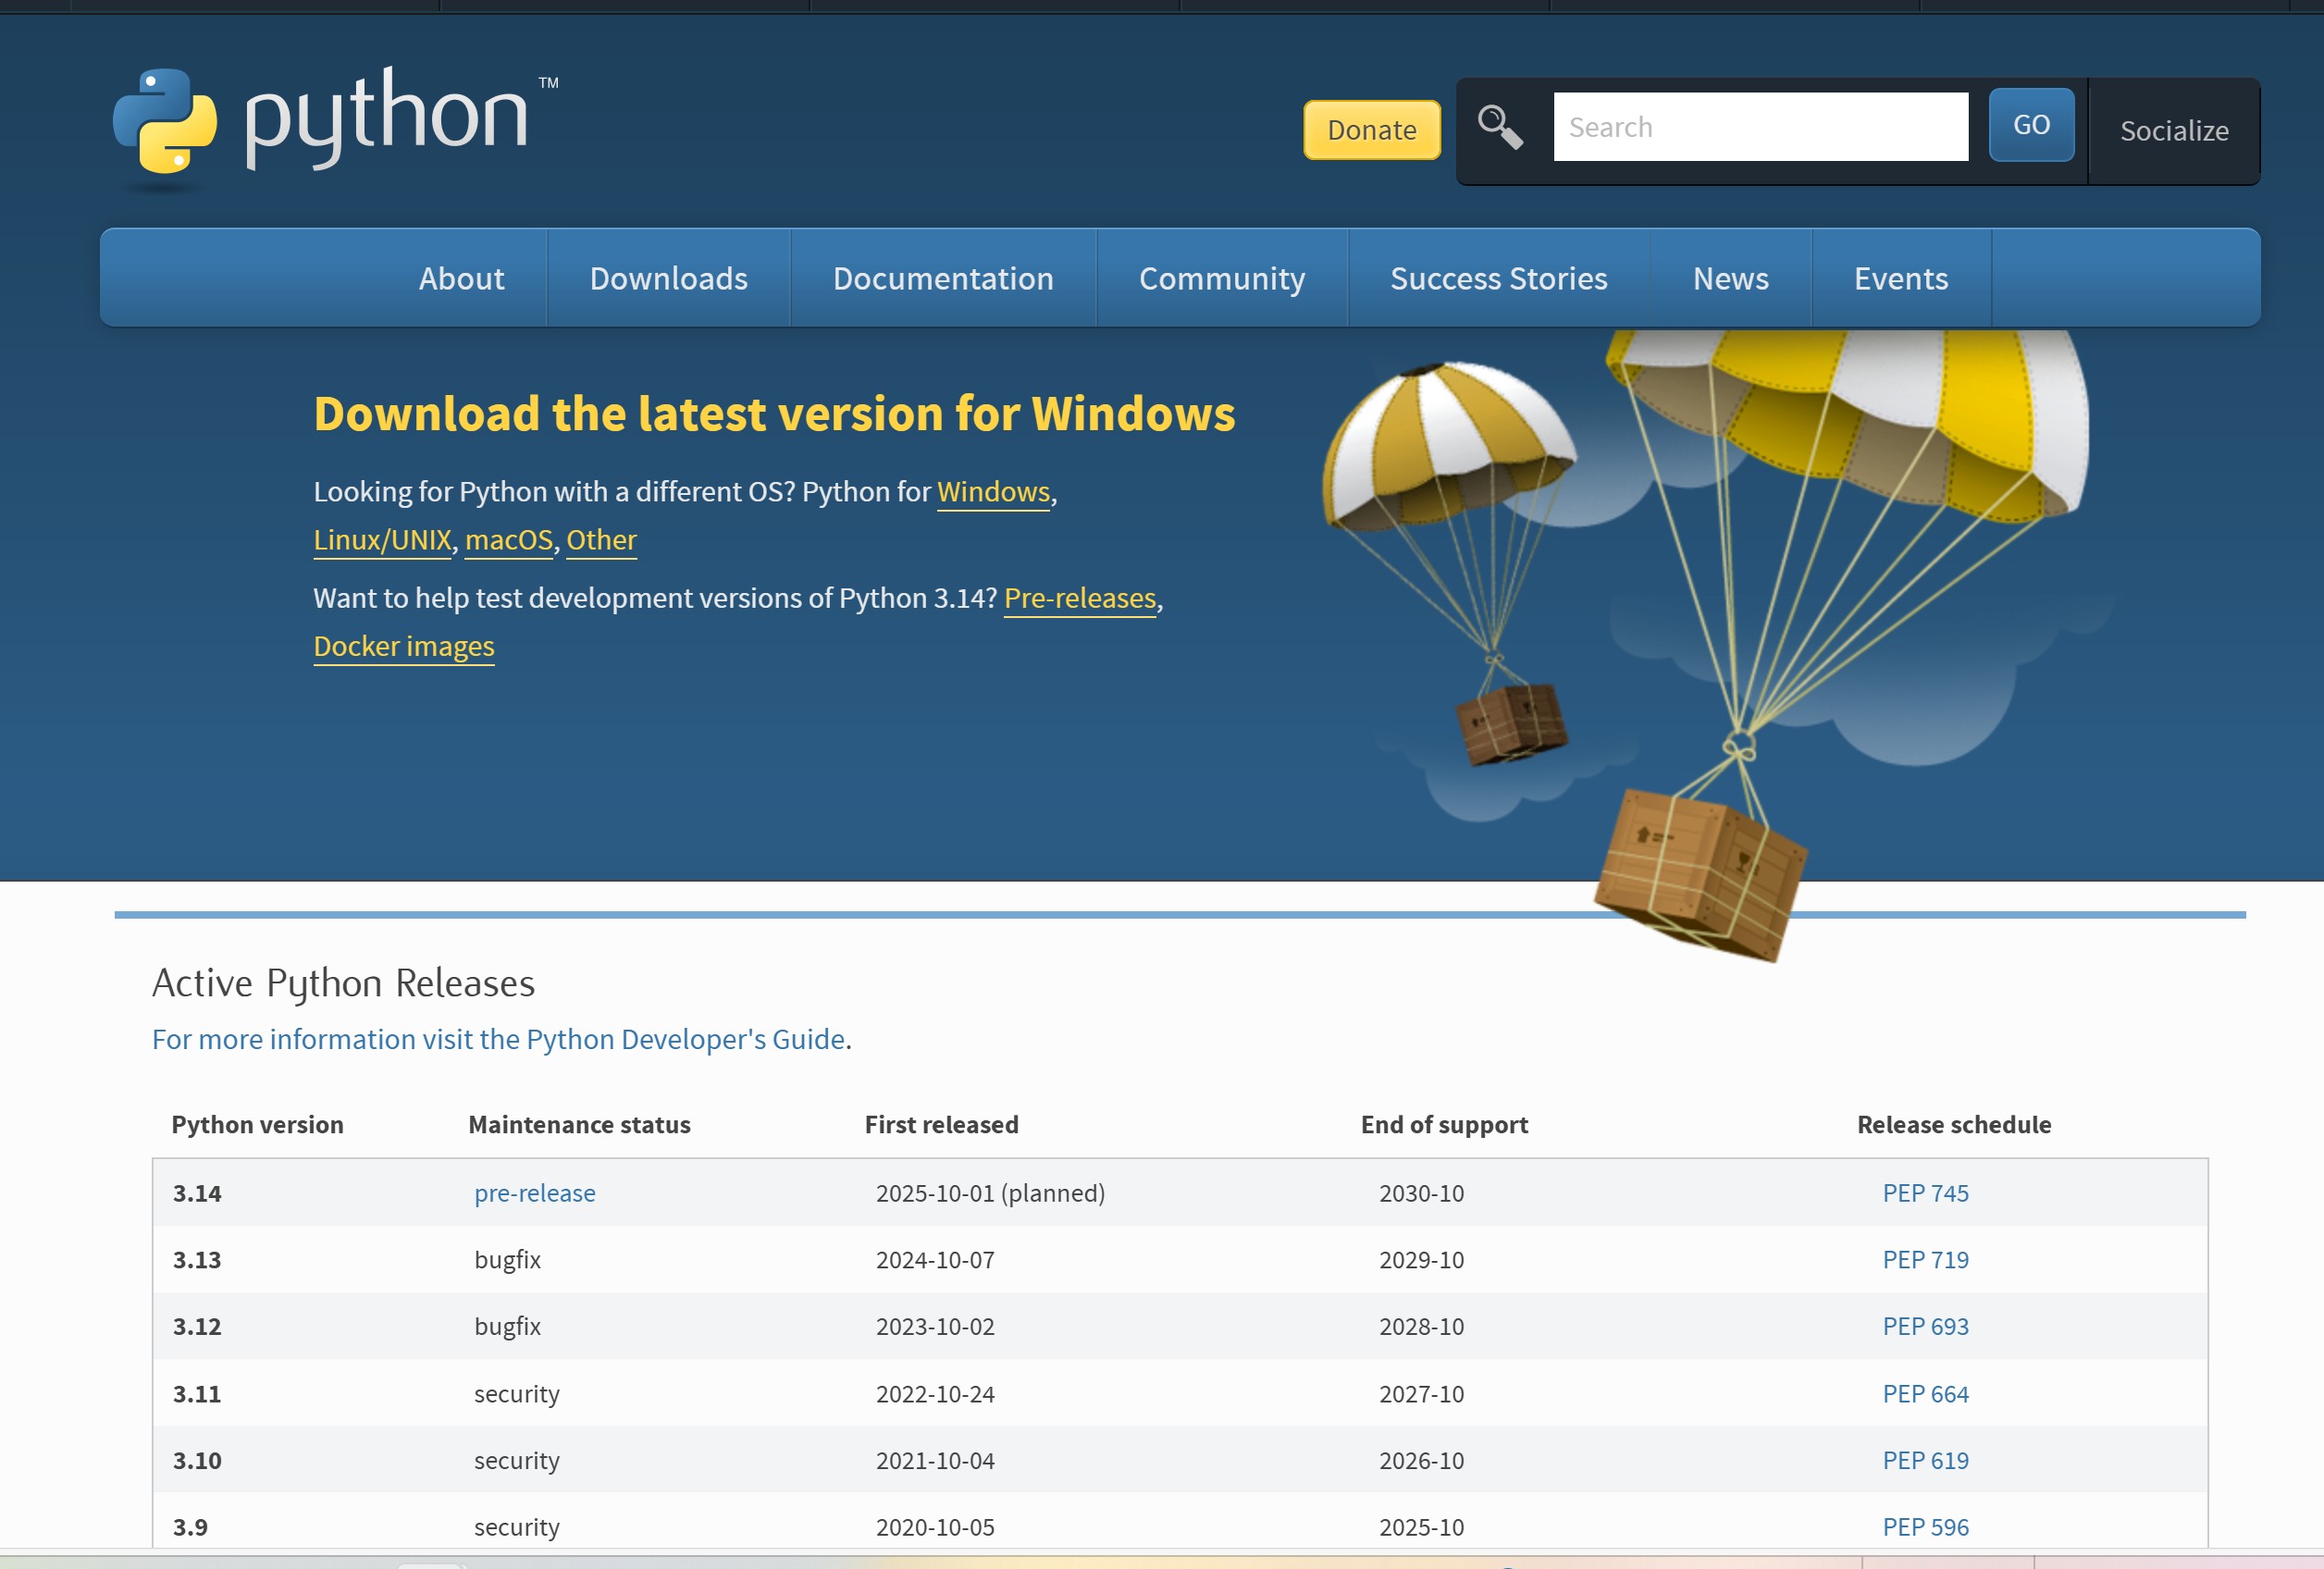 python™
Donate
Search
GO
Socialize
About Downloads Documentation Community Success Stories News Events
Download the latest version for Windows
Looking for Python with a different OS? Python for Windows,
Linux/UNIX, macOS, Other
Want to help test development versions of Python 3.14? Pre-releases,
Docker images
Active Python Releases
For more information visit the Python Developer's Guide.
Python version Maintenance status First released End of support Release schedule
3.14 pre-release 2025-10-01 (planned) 2030-10 PEP 745
3.13 bugfix 2024-10-07 2029-10 PEP 719
3.12 bugfix 2023-10-02 2028-10 PEP 693
3.11 security 2022-10-24 2027-10 PEP 664
3.10 security 2021-10-04 2026-10 PEP 619
3.9 security 2020-10-05 2025-10 PEP 596